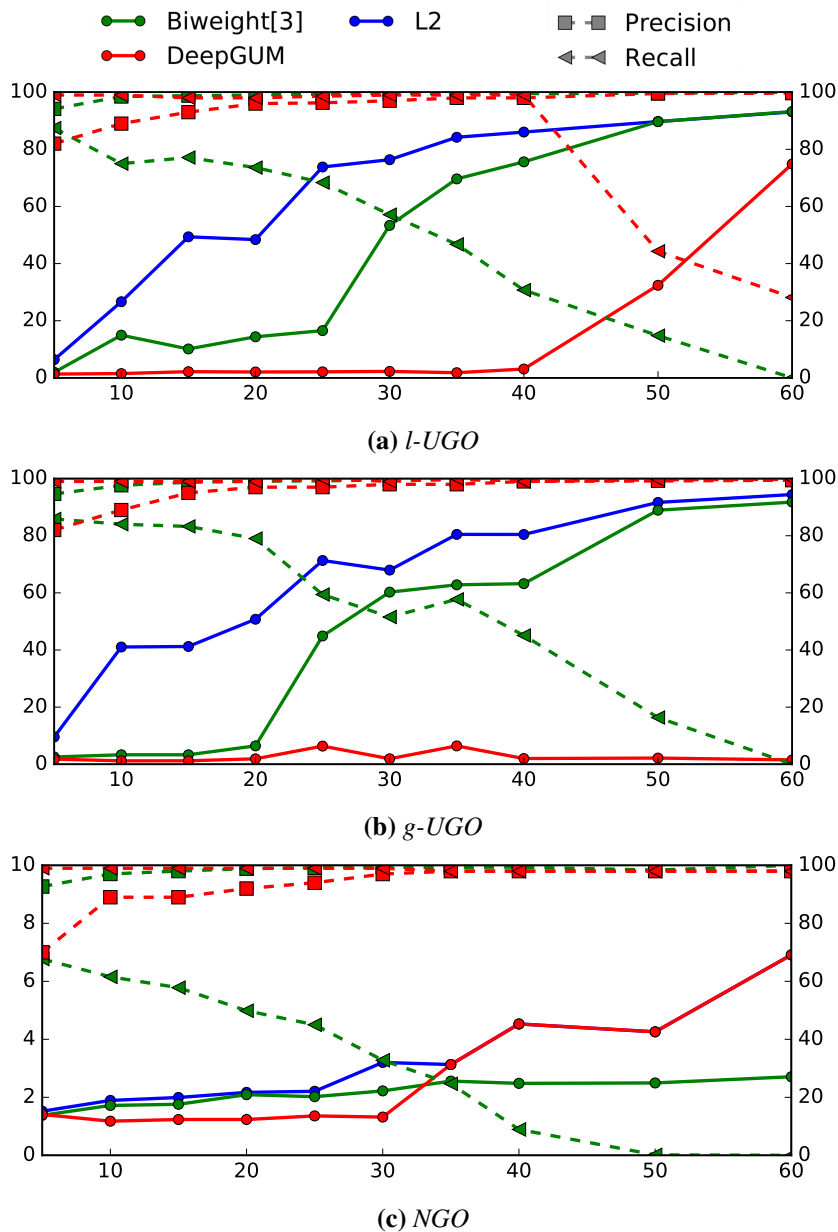 Biweight[3] L2 Precision
DeepGUM Recall
100 100
80 80
60 60
40 40
20 20
0 0
10 20 30 40 50 60
(a) l-UGO
100 100
80 80
60 60
40 40
20 20
0 0
10 20 30 40 50 60
(b) g-UGO
10 100
8 80
6 60
4 40
2 20
0 0
10 20 30 40 50 60
(c) NGO